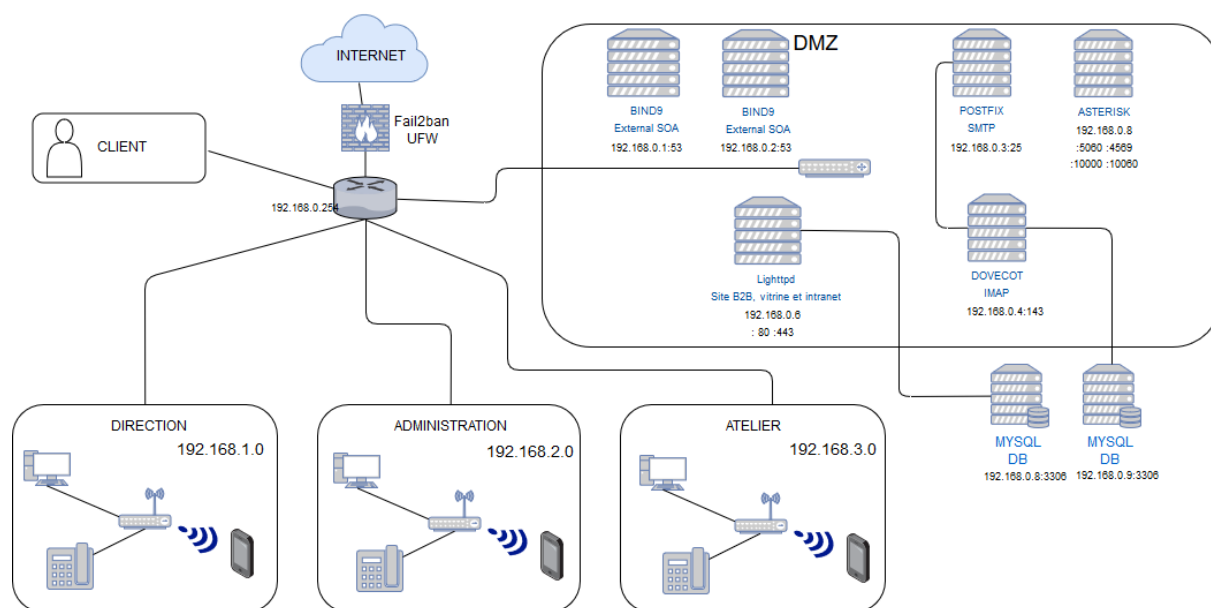 INTERNET
Fail2ban
UFW
CLIENT
192.168.0.254
DMZ
BIND9
External SOA
192.168.0.1:53
BIND9
External SOA
192.168.0.2:53
POSTFIX
SMTP
192.168.0.3:25
ASTERISK
192.168.0.8
:5060 :4569
:10000 :10060
Lighttpd
Site B2B, vitrine et intranet
192.168.0.6
: 80 :443
DOVECOT
IMAP
192.168.0.4:143
MYSQL
DB
192.168.0.8:3306
MYSQL
DB
192.168.0.9:3306
DIRECTION
192.168.1.0
ADMINISTRATION
192.168.2.0
ATELIER
192.168.3.0